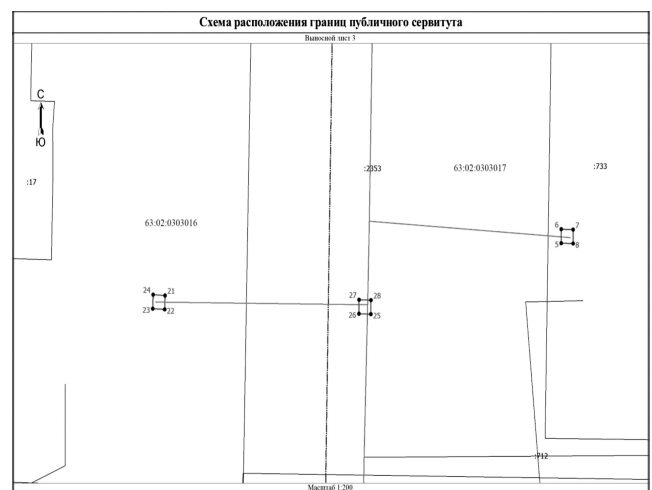 Схема расположения границ публичного сервитута
Выносной лист 3
С
Ю
:17
:2353
63:02:0303017
:733
63:02:0303016
6 7
5 8
24 21
23 22
27 28
26 25
:712
Масштаб 1:200